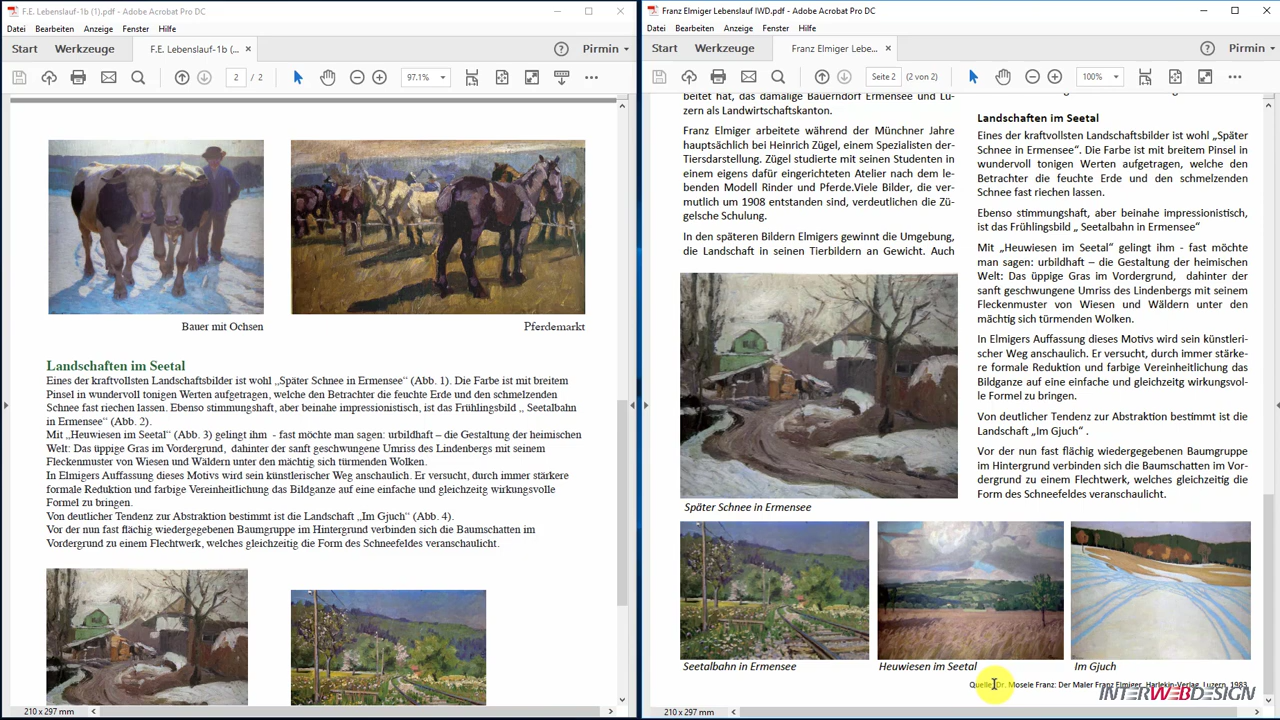 F.E. Lebenslauf-1b (1).pdf - Adobe Acrobat Pro DC
Datei Bearbeiten Anzeige Fenster Hilfe
Start Werkzeuge F.E. Lebenslauf-1b (... × Pirmin
2 / 2 97.1%
Bauer mit Ochsen
Pferdemarkt
Landschaften im Seetal
Eines der kraftvollsten Landschaftsbilder ist wohl „Später Schnee in Ermensee“ (Abb. 1). Die Farbe ist mit breitem
Pinsel in wundervoll tonigen Werten aufgetragen, welche den Betrachter die feuchte Erde und den schmelzenden
Schnee fast riechen lassen. Ebenso stimmungshaft, aber beinahe impressionistisch, ist das Frühlingsbild „ Seetalbahn
in Ermensee“ (Abb. 2).
Mit „Heuwiesen im Seetal“ (Abb. 3) gelingt ihm - fast möchte man sagen: urbildhaft – die Gestaltung der heimischen
Welt: Das üppige Gras im Vordergrund, dahinter der sanft geschwungene Umriss des Lindenbergs mit seinem
Fleckenmuster von Wiesen und Wäldern unter den mächtig sich türmenden Wolken.
In Elmigers Auffassung dieses Motivs wird sein künstlerischer Weg anschaulich. Er versucht, durch immer stärkere
formale Reduktion und farbige Vereinheitlichung das Bildganze auf eine einfache und gleichzeitig wirkungsvolle
Formel zu bringen.
Von deutlicher Tendenz zur Abstraktion bestimmt ist die Landschaft „Im Gjuch“ (Abb. 4).
Vor der nun fast flächig wiedergegebenen Baumgruppe im Hintergrund verbinden sich die Baumschatten im
Vordergrund zu einem Flechtwerk, welches gleichzeitig die Form des Schneefeldes veranschaulicht.
210 x 297 mm
Franz Elmiger Lebenslauf IWD.pdf - Adobe Acrobat Pro DC
Datei Bearbeiten Anzeige Fenster Hilfe
Start Werkzeuge Franz Elmiger Lebe... × Pirmin
Seite 2 (2 von 2) 100%
beitet hat, das damalige Bauerndorf Ermensee und Lu-
zern als Landwirtschaftskanton.
Franz Elmiger arbeitete während der Münchner Jahre
hauptsächlich bei Heinrich Zügel, einem Spezialisten der-
Tiersdarstellung. Zügel studierte mit seinen Studenten in
einem eigens dafür eingerichteten Atelier nach dem le-
benden Modell Rinder und Pferde.Viele Bilder, die ver-
mutlich um 1908 entstanden sind, verdeutlichen die Zü-
gelsche Schulung.
In den späteren Bildern Elmigers gewinnt die Umgebung,
die Landschaft in seinen Tierbildern an Gewicht. Auch
Später Schnee in Ermensee
Landschaften im Seetal
Eines der kraftvollsten Landschaftsbilder ist wohl „Später
Schnee in Ermensee“. Die Farbe ist mit breitem Pinsel in
wundervoll tonigen Werten aufgetragen, welche den
Betrachter die feuchte Erde und den schmelzenden
Schnee fast riechen lassen.
Ebenso stimmungshaft, aber beinahe impressionistisch,
ist das Frühlingsbild „ Seetalbahn in Ermensee“
Mit „Heuwiesen im Seetal“ gelingt ihm - fast möchte
man sagen: urbildhaft – die Gestaltung der heimischen
Welt: Das üppige Gras im Vordergrund, dahinter der
sanft geschwungene Umriss des Lindenbergs mit seinem
Fleckenmuster von Wiesen und Wäldern unter den
mächtig sich türmenden Wolken.
In Elmigers Auffassung dieses Motivs wird sein künstleri-
scher Weg anschaulich. Er versucht, durch immer stärke-
re formale Reduktion und farbige Vereinheitlichung das
Bildganze auf eine einfache und gleichzeitig wirkungsvol-
le Formel zu bringen.
Von deutlicher Tendenz zur Abstraktion bestimmt ist die
Landschaft „Im Gjuch“ .
Vor der nun fast flächig wiedergegebenen Baumgruppe
im Hintergrund verbinden sich die Baumschatten im Vor-
dergrund zu einem Flechtwerk, welches gleichzeitig die
Form des Schneefeldes veranschaulicht.
Seetalbahn in Ermensee
Heuwiesen im Seetal
Im Gjuch
Quelle: Dr. Mosele Franz: Der Maler Franz Elmiger, Harlekin-Verlag, Luzern, 1983
INTERWEBDESIGN
210 x 297 mm